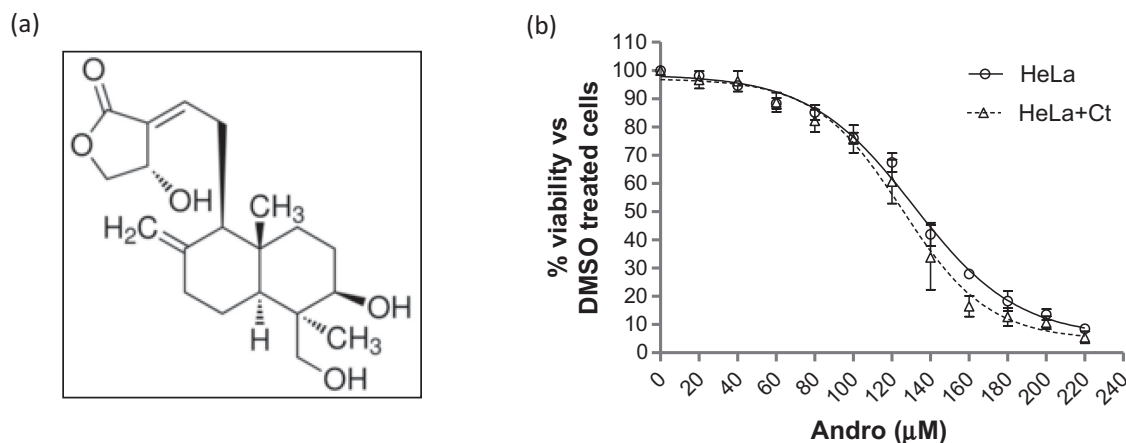 (a)
O
O
OH
CH3
H2C
OH
H
CH3
OH
(b)
% viability vs
DMSO treated cells
110
100
90
80
70
60
50
40
30
20
10
0
HeLa
HeLa+Ct
0 20 40 60 80 100 120 140 160 180 200 220 240
Andro (μM)